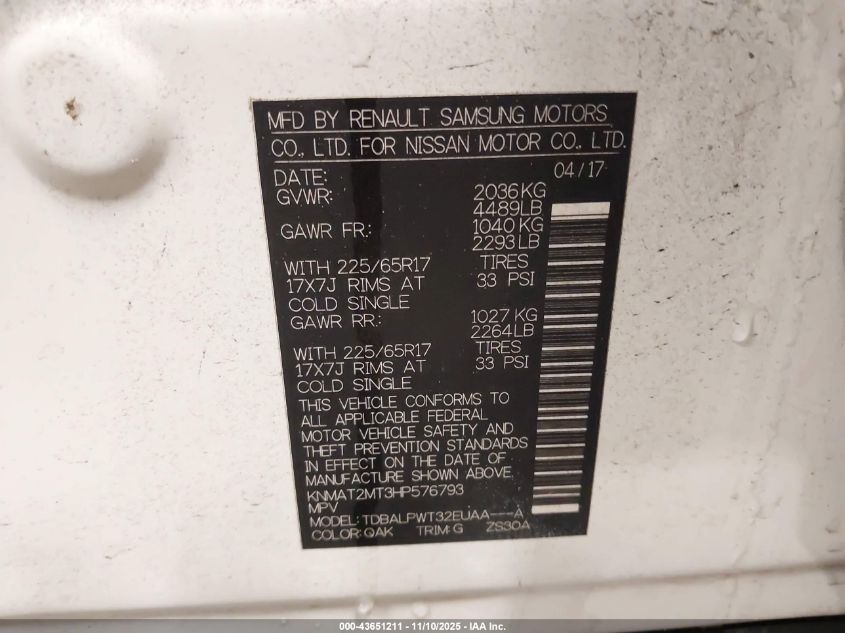 MFD BY RENAULT SAMSUNG MOTORS
CO., LTD. FOR NISSAN MOTOR CO., LTD.
DATE: 04/17
GVWR: 2036KG
4489LB
GAWR FR.: 1040 KG
2293LB
WITH 225/65R17 TIRES
17X7J RIMS AT 33 PSI
COLD SINGLE
GAWR RR.: 1027 KG
2264LB
WITH 225/65R17 TIRES
17X7J RIMS AT 33 PSI
COLD SINGLE
THIS VEHICLE CONFORMS TO
ALL APPLICABLE FEDERAL
MOTOR VEHICLE SAFETY AND
THEFT PREVENTION STANDARDS
IN EFFECT ON THE DATE OF
MANUFACTURE SHOWN ABOVE.
KNMAT2MT3HP576793
MPV
MODEL: TDBALPWT32EUAA---A
COLOR: QAK TRIM: G ZS30A
000-43651211 - 11/10/2025 - IAA Inc.